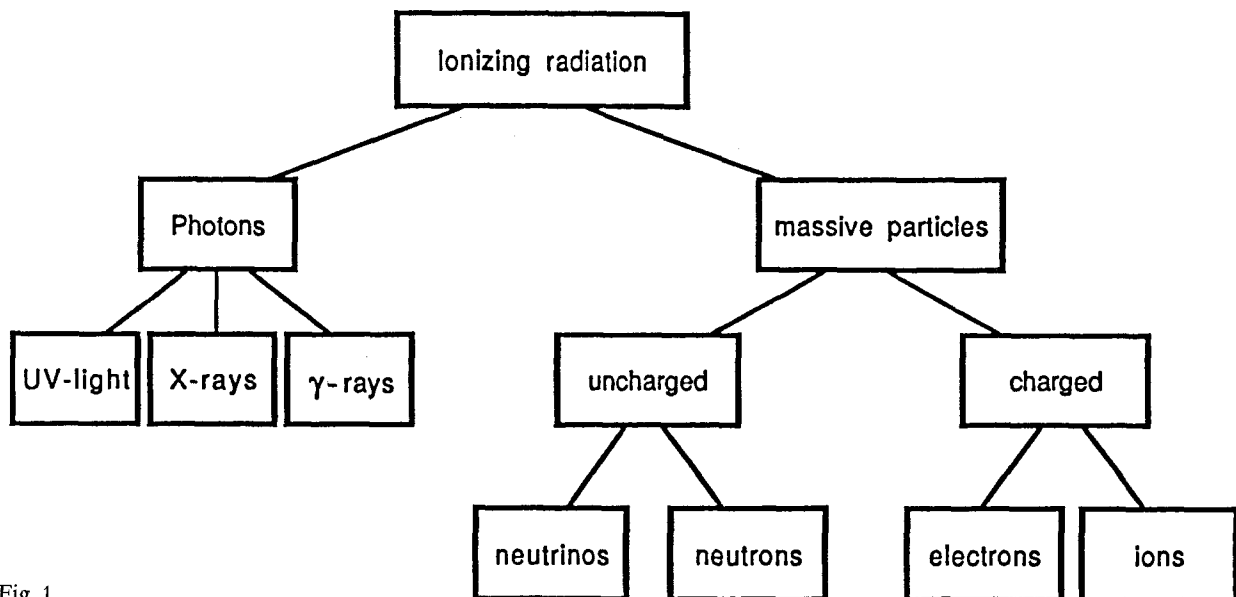 Ionizing radiation
Photons
massive particles
UV-light
X-rays
γ-rays
uncharged
charged
neutrinos
neutrons
electrons
ions
Fig. 1